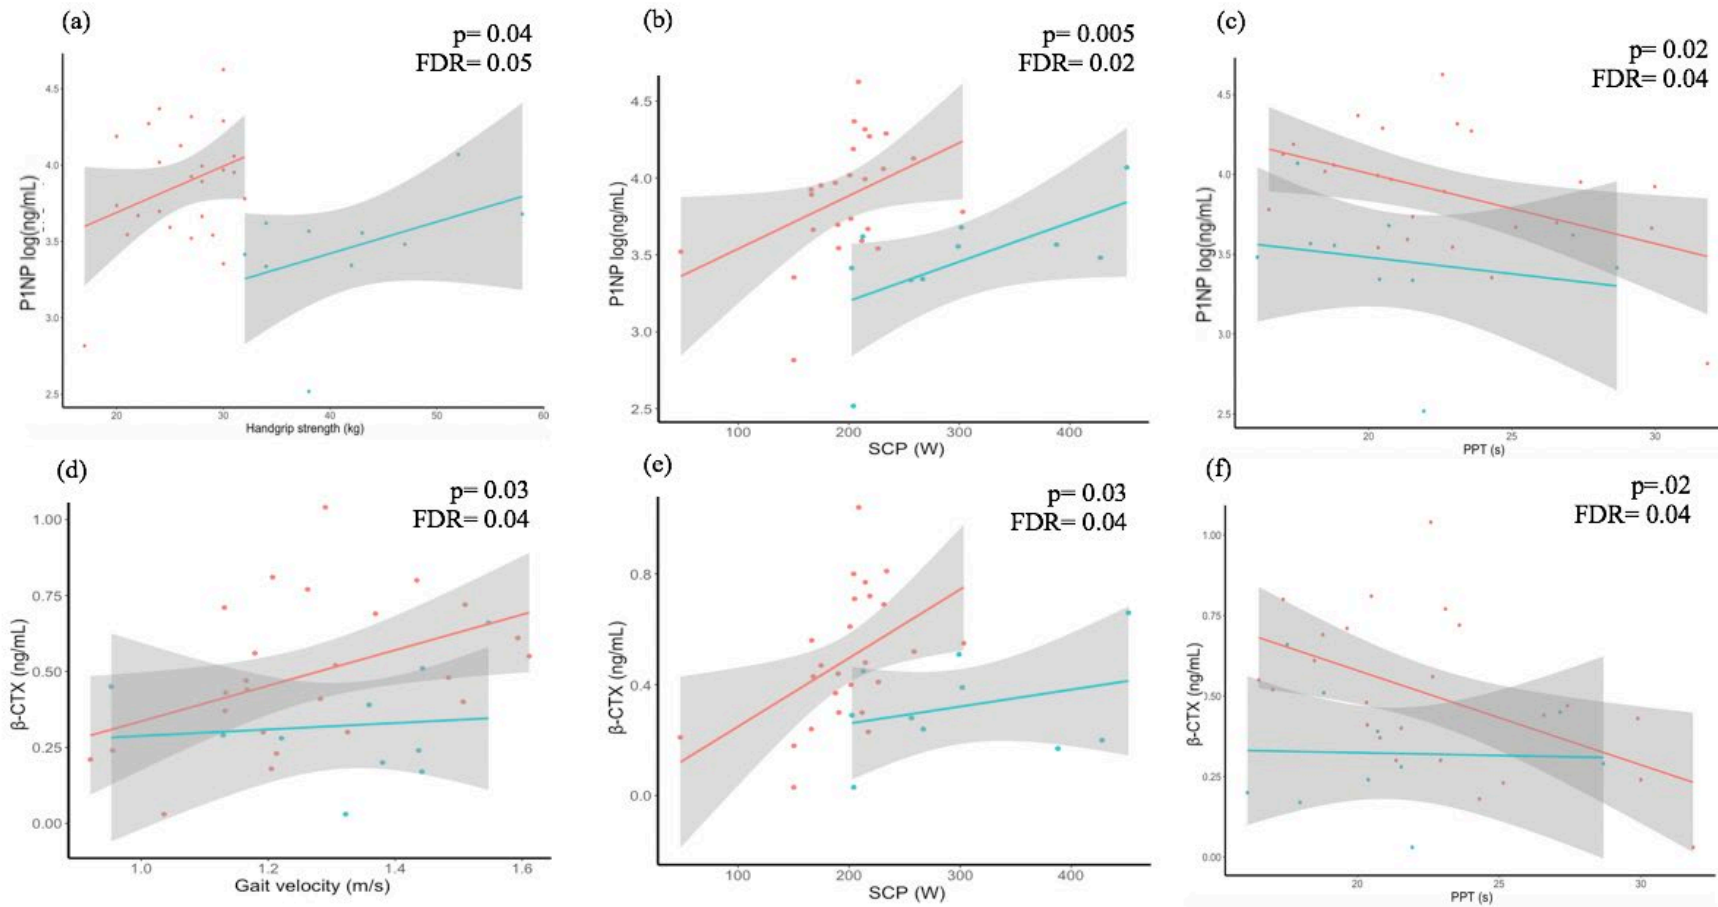 (a)
p= 0.04
FDR= 0.05
4.5
4.0
3.5
3.0
2.5
P1NP log(ng/mL)
20
30
40
50
60
Handgrip strength (kg)
(b)
p= 0.005
FDR= 0.02
4.5
4.0
3.5
3.0
2.5
P1NP log(ng/mL)
100
200
300
400
SCP (W)
(c)
p= 0.02
FDR= 0.04
4.5
4.0
3.5
3.0
2.5
P1NP log(ng/mL)
20
25
30
PPT (s)
(d)
p= 0.03
FDR= 0.04
1.00
0.75
0.50
0.25
0.00
β-CTX (ng/mL)
1.0
1.2
1.4
1.6
Gait velocity (m/s)
(e)
p= 0.03
FDR= 0.04
0.8
0.4
0.0
β-CTX (ng/mL)
100
200
300
400
SCP (W)
(f)
p=.02
FDR= 0.04
1.00
0.75
0.50
0.25
0.00
β-CTX (ng/mL)
20
25
30
PPT (s)